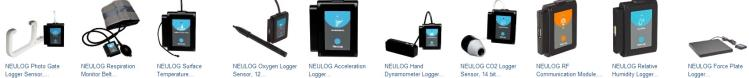 NEULOG Photo Gate
Logger Sensor,...
NEULOG Respiration
Monitor Belt...
NEULOG Surface
Temperature...
NEULOG Oxygen Logger
Sensor, 12...
NEULOG Acceleration
Logger...
NEULOG Hand
Dynamometer Logger...
NEULOG CO2 Logger
Sensor, 14 bit...
NEULOG RF
Communication Module,...
NEULOG Relative
Humidity Logger...
NEULOG Force Plate
Logger